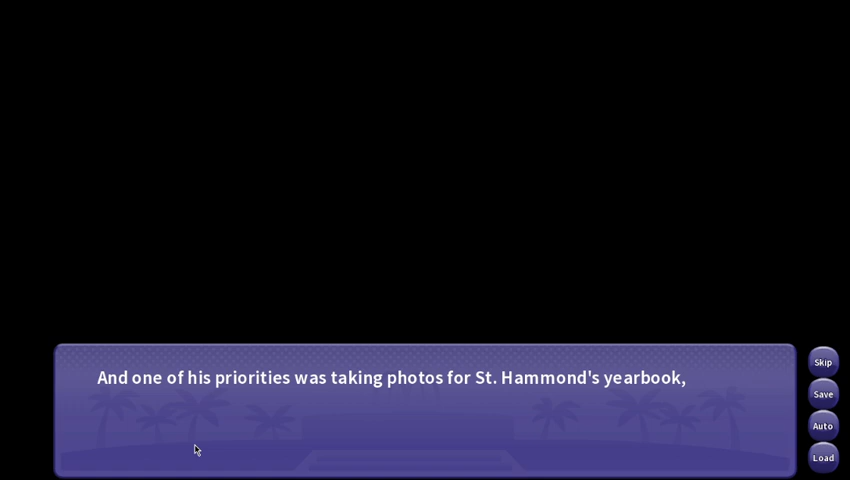 And one of his priorities was taking photos for St. Hammond's yearbook,
Skip
Save
Auto
Load